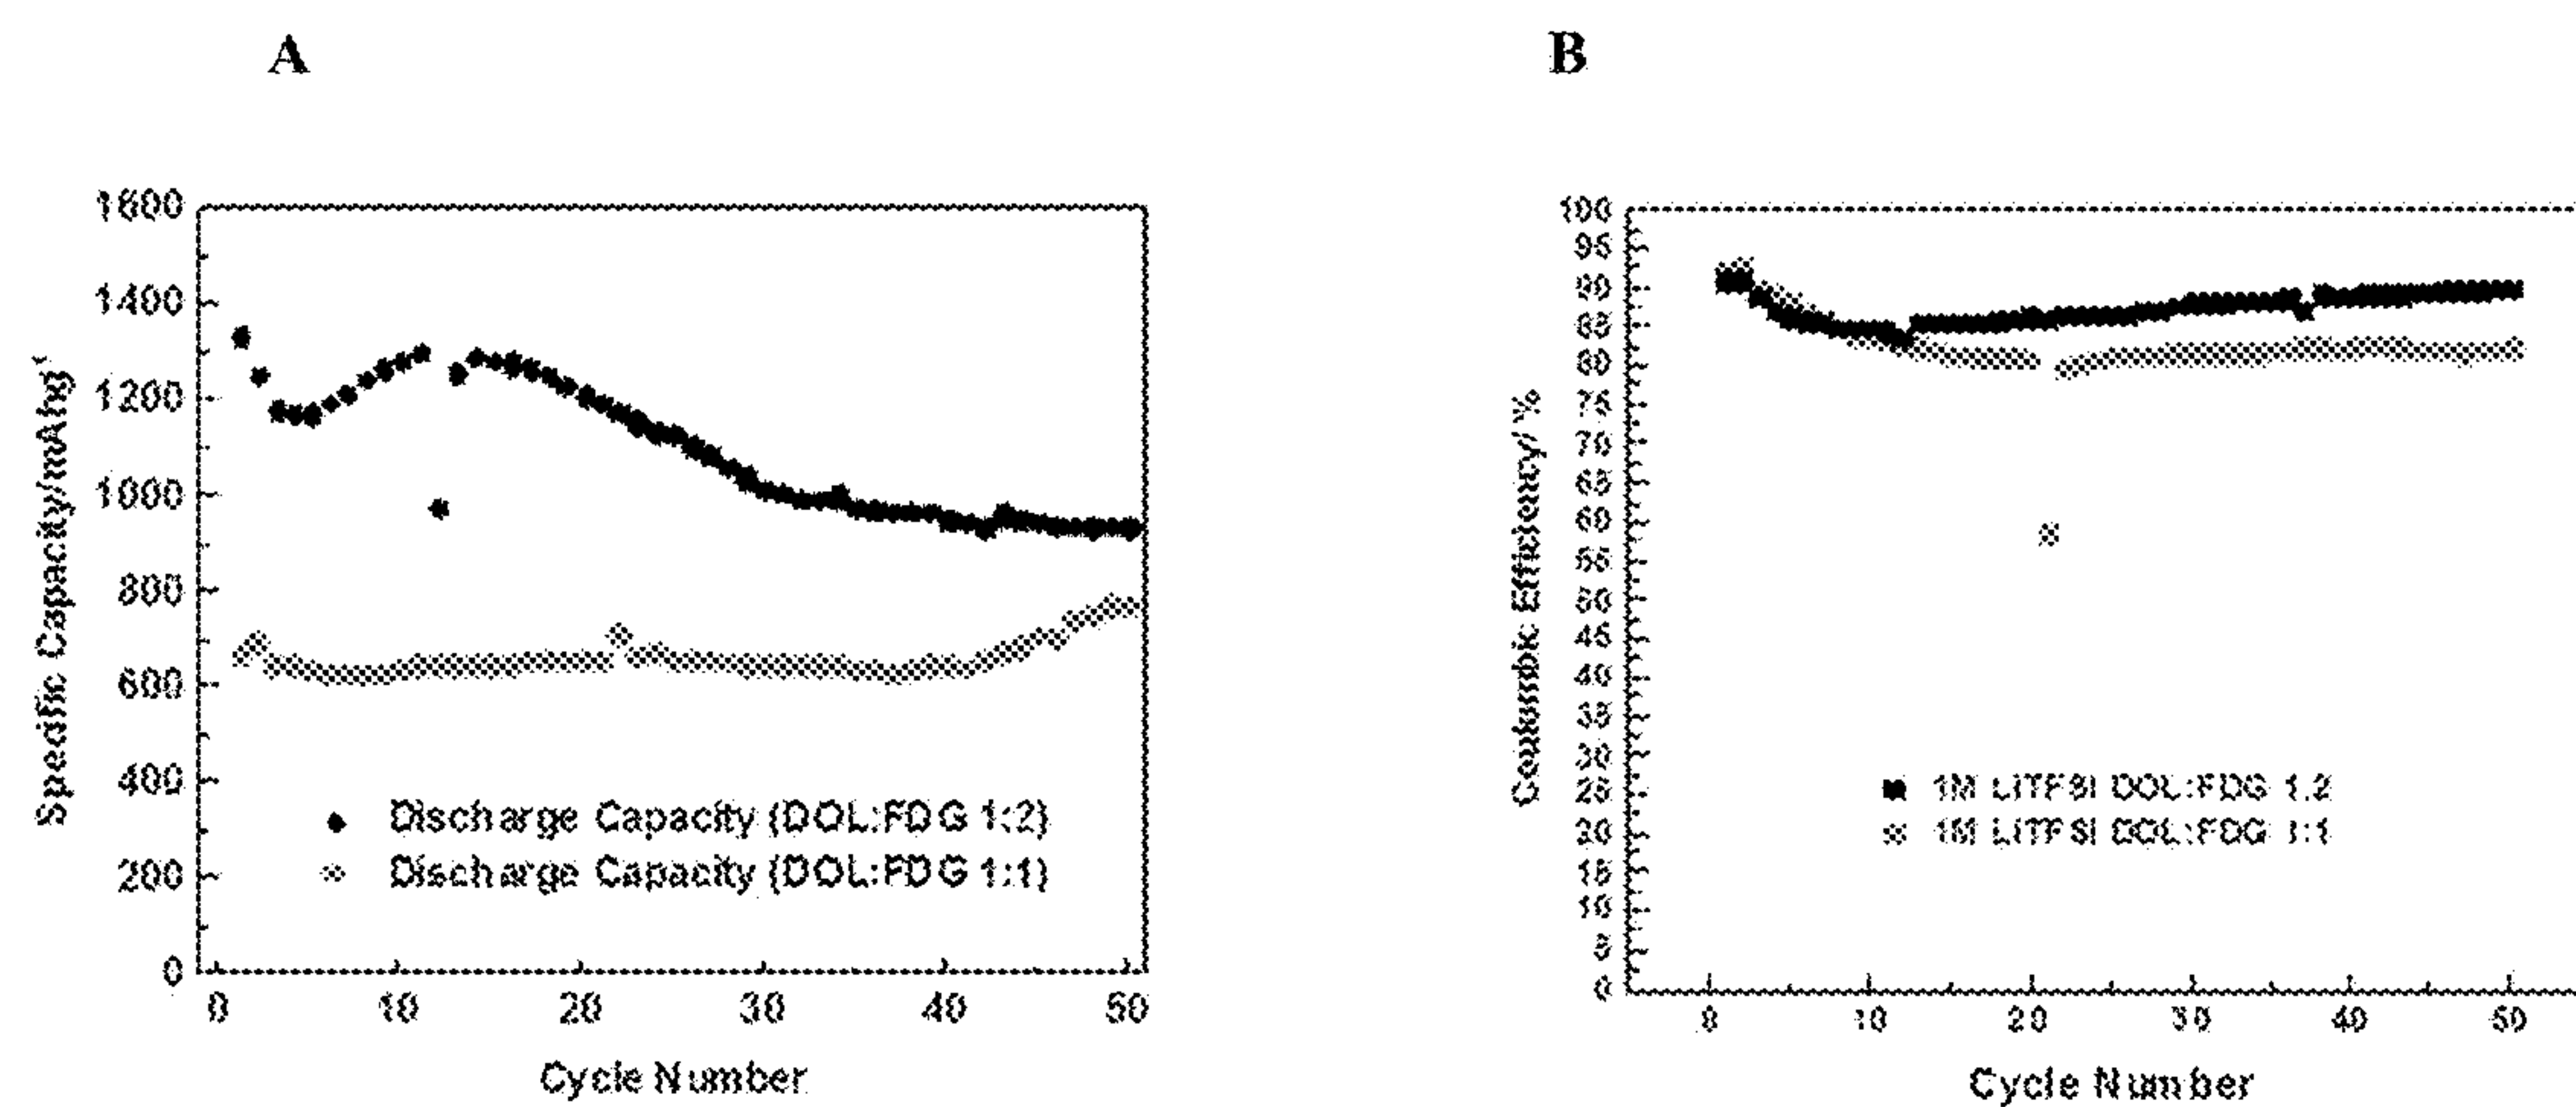 A
B
1600
1400
1200
1000
800
600
400
200
0
0 10 20 30 40 50
Specific Capacity/mAhg⁻¹
Cycle Number
Discharge Capacity (DOL:FDG 1:2)
Discharge Capacity (DOL:FDG 1:1)
100
95
90
85
80
75
70
65
60
55
50
45
40
35
30
25
20
15
10
5
0
0 10 20 30 40 50
Coulombic Efficiency/ %
Cycle Number
1M LiTFSI DOL:FDG 1:2
1M LiTFSI DOL:FDG 1:1